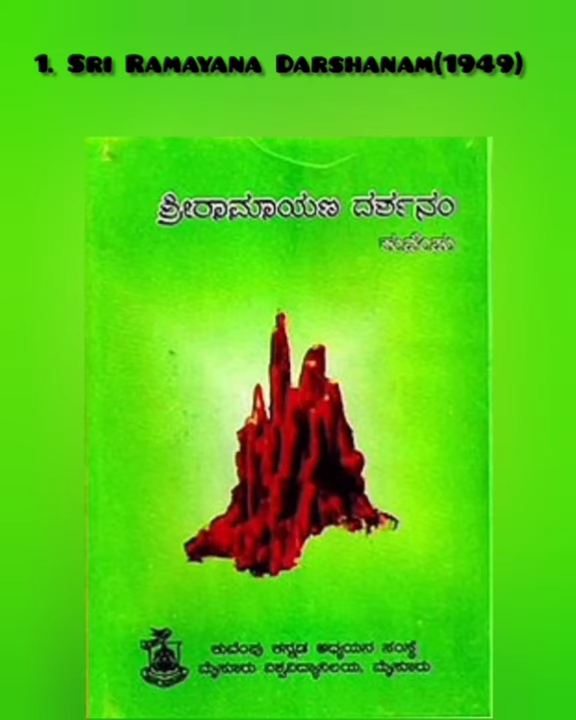 1. Sri Ramayana Darshanam(1949)
ಶ್ರೀರಾಮಾಯಣ ದರ್ಶನಂ
ಕುವೆಂಪು
ಕುವೆಂಪು ಕನ್ನಡ ಅಧ್ಯಯನ ಸಂಸ್ಥೆ
ಮೈಸೂರು ವಿಶ್ವವಿದ್ಯಾನಿಲಯ, ಮೈಸೂರು